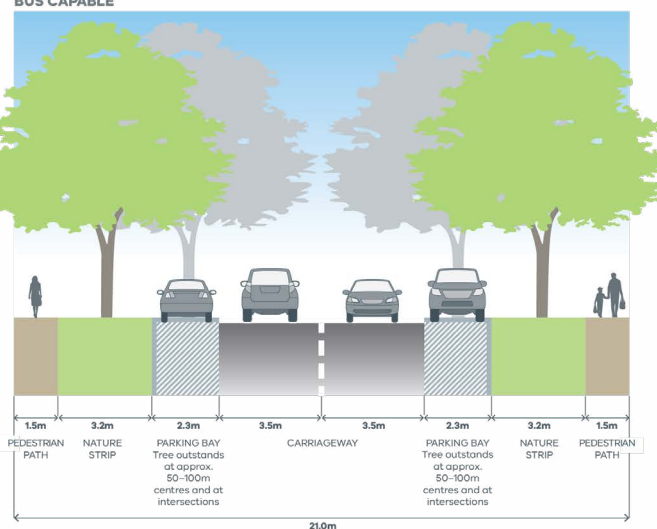 BUS CAPABLE
1.5m 3.2m 2.3m 3.5m 3.5m 2.3m 3.2m 1.5m
PEDESTRIAN PATH
NATURE STRIP
PARKING BAY
Tree outstands
at approx.
50–100m
centres and at
intersections
CARRIAGEWAY
PARKING BAY
Tree outstands
at approx.
50–100m
centres and at
intersections
NATURE STRIP
PEDESTRIAN PATH
21.0m